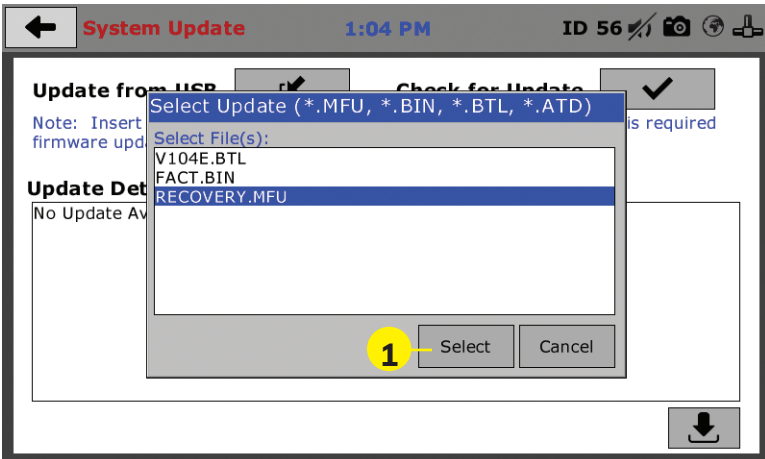 System Update 1:04 PM ID 56
Update from USB Check for Update
Select Update (*.MFU, *.BIN, *.BTL, *.ATD)
Note: Insert is required
firmware upd
Select File(s):
V104E.BTL
FACT.BIN
RECOVERY.MFU
Update Det
No Update Av
1 Select Cancel